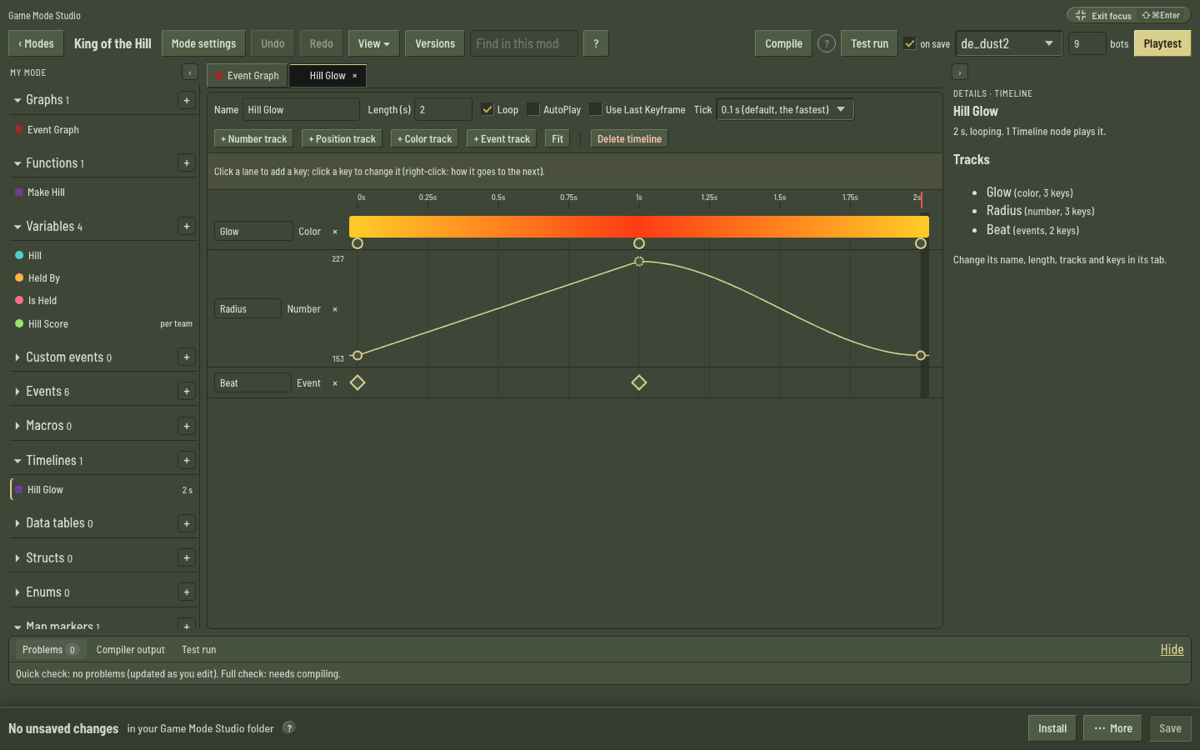 Game Mode Studio
Exit focus ⇧⌘Enter
‹ Modes King of the Hill Mode settings Undo Redo View Versions Find in this mod ? Compile ? Test run on save de_dust2 9 bots Playtest
MY MODE ‹
Graphs 1 +
Event Graph
Functions 1 +
Make Hill
Variables 4 +
Hill
Held By
Is Held
Hill Score per team
Custom events 0 +
Events 6 +
Macros 0 +
Timelines 1 +
Hill Glow 2 s
Data tables 0 +
Structs 0 +
Enums 0 +
Map markers 1
Event Graph Hill Glow ×
Name Hill Glow Length (s) 2 Loop AutoPlay Use Last Keyframe Tick 0.1 s (default, the fastest)
+ Number track + Position track + Color track + Event track Fit Delete timeline
Click a lane to add a key; click a key to change it (right-click: how it goes to the next).
0s 0.25s 0.5s 0.75s 1s 1.25s 1.5s 1.75s 2s
Glow Color ×
227
Radius Number ×
153
Beat Event ×
›
DETAILS · TIMELINE
Hill Glow
2 s, looping. 1 Timeline node plays it.
Tracks
• Glow (color, 3 keys)
• Radius (number, 3 keys)
• Beat (events, 2 keys)
Change its name, length, tracks and keys in its tab.
Problems 0 Compiler output Test run Hide
Quick check: no problems (updated as you edit). Full check: needs compiling.
No unsaved changes in your Game Mode Studio folder ? Install ··· More Save